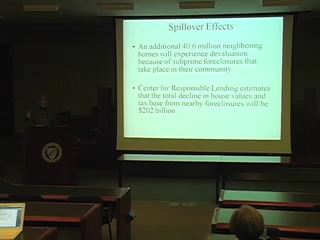 Spillover Effects
• An additional 40.6 million neighboring
homes will experience devaluation
because of subprime foreclosures that
take place in their community.
• Center for Responsible Lending estimates
that the total decline in house values and
tax base from nearby foreclosures will be
$202 billion.